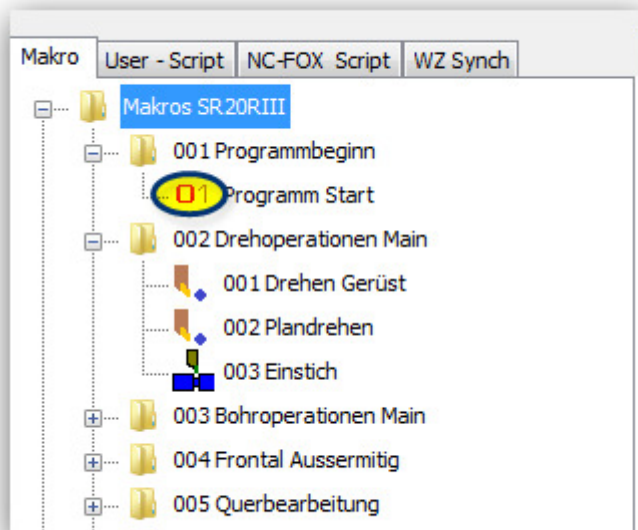 Makro User - Script NC-FOX Script WZ Synch
Makros SR20RIII
001 Programmbeginn
01 Programm Start
002 Drehoperationen Main
001 Drehen Gerüst
002 Plandrehen
003 Einstich
003 Bohroperationen Main
004 Frontal Aussermitig
005 Querbearbeitung